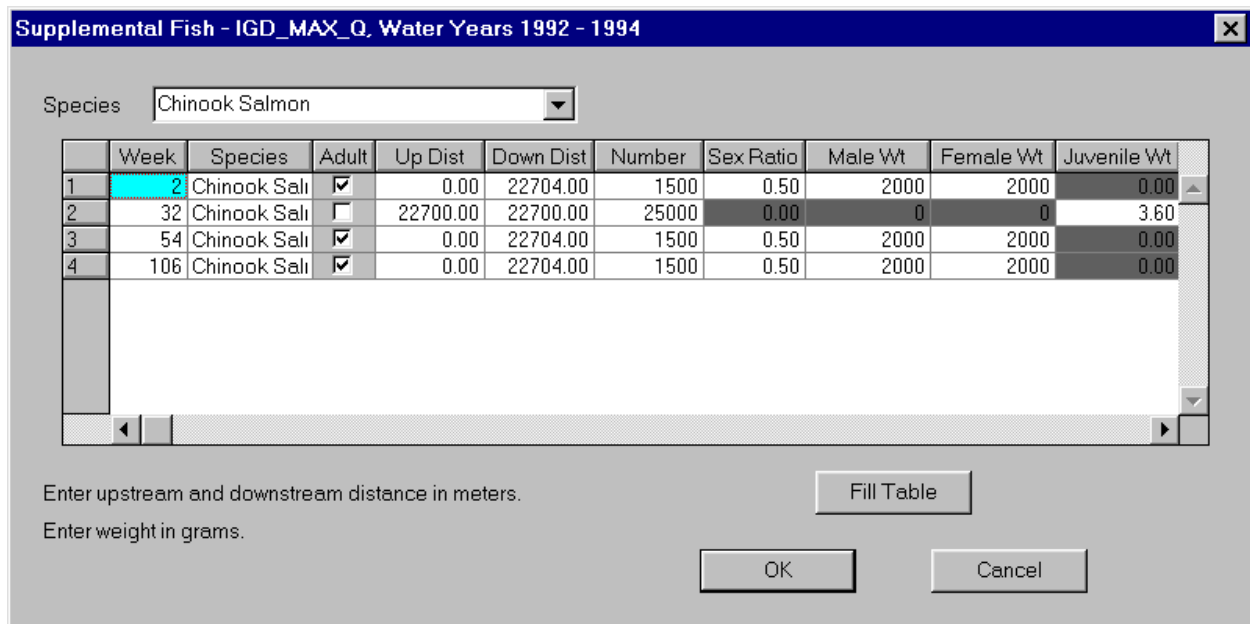 Supplemental Fish - IGD_MAX_Q, Water Years 1992 - 1994
Species Chinook Salmon
Week Species Adult Up Dist Down Dist Number Sex Ratio Male Wt Female Wt Juvenile Wt
1 2 Chinook Salı 0.00 22704.00 1500 0.50 2000 2000 0.00
2 32 Chinook Salı 22700.00 22700.00 25000 0.00 0 0 3.60
3 54 Chinook Salı 0.00 22704.00 1500 0.50 2000 2000 0.00
4 106 Chinook Salı 0.00 22704.00 1500 0.50 2000 2000 0.00
Enter upstream and downstream distance in meters.
Fill Table
Enter weight in grams.
OK Cancel